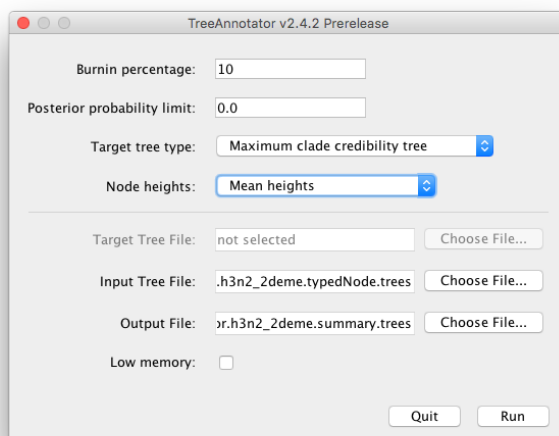 TreeAnnotator v2.4.2 Prerelease
Burnin percentage: 10
Posterior probability limit: 0.0
Target tree type: Maximum clade credibility tree
Node heights: Mean heights
Target Tree File: not selected Choose File...
Input Tree File: .h3n2_2deme.typedNode.trees Choose File...
Output File: or.h3n2_2deme.summary.trees Choose File...
Low memory:
Quit Run